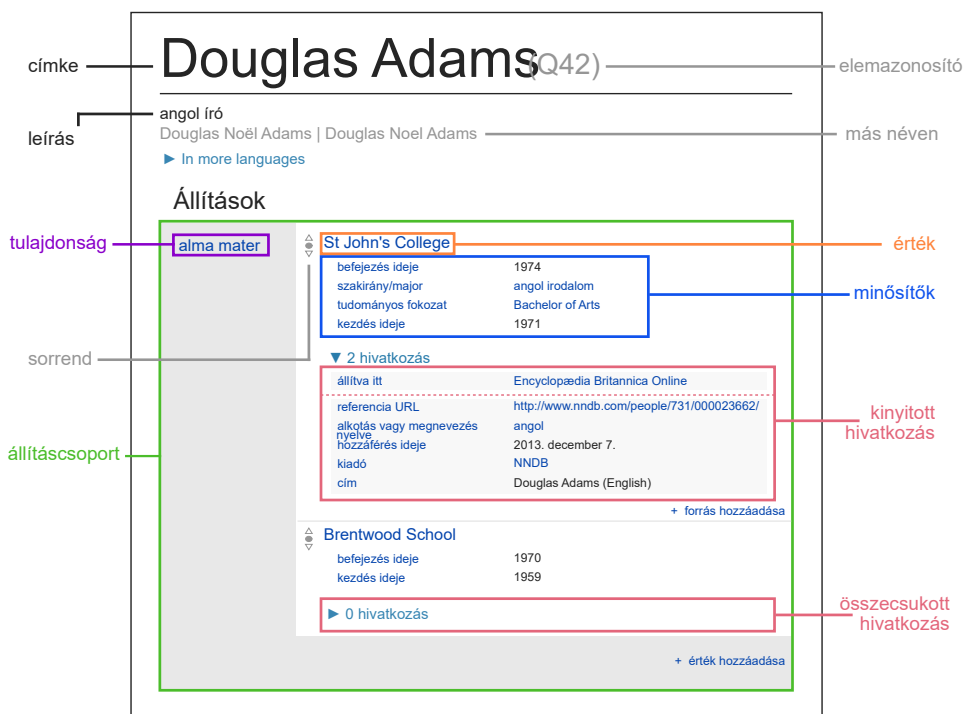 címke
Douglas Adams (Q42)
elemazonosító
angol író
leírás
Douglas Noël Adams | Douglas Noel Adams
más néven
► In more languages
Állítások
tulajdonság
alma mater
St John's College
érték
befejezés ideje 1974
szakirány/major angol irodalom
minősítők
tudományos fokozat Bachelor of Arts
kezdés ideje 1971
sorrend
▼ 2 hivatkozás
állítva itt Encyclopædia Britannica Online
referencia URL http://www.nndb.com/people/731/000023662/
kinyitott
hivatkozás
alkotás vagy megnevezés
nyelve
angol
hozzáférés ideje 2013. december 7.
állításcsoport
kiadó NNDB
cím Douglas Adams (English)
+ forrás hozzáadása
Brentwood School
befejezés ideje 1970
kezdés ideje 1959
összecsukott
hivatkozás
► 0 hivatkozás
+ érték hozzáadása